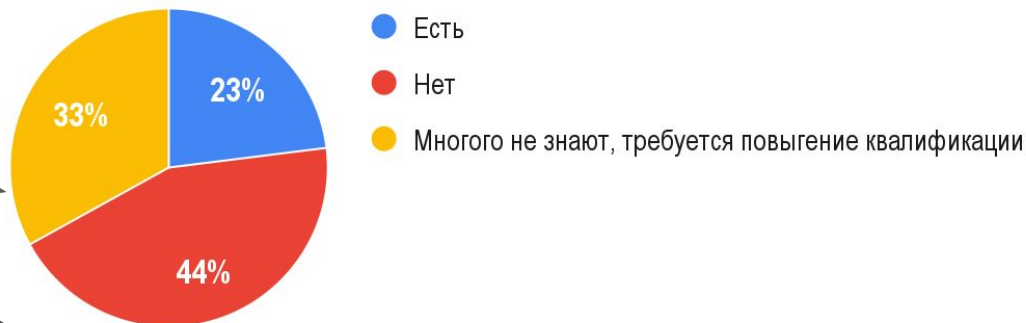 23%
33%
44%
Есть
Нет
Многого не знают, требуется повыгение квалификации